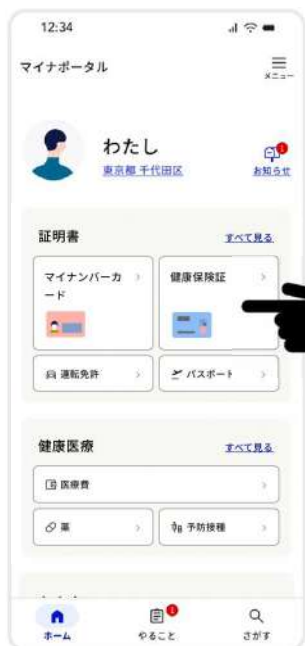 12:34
マイナポータル
メニュー
わたし
東京都 千代田区
1
お知らせ
証明書
すべて見る
マイナンバーカ
ード
健康保険証
運転免許
パスポート
健康医療
すべて見る
医療費
薬
予防接種
1
ホーム
やること
さがす